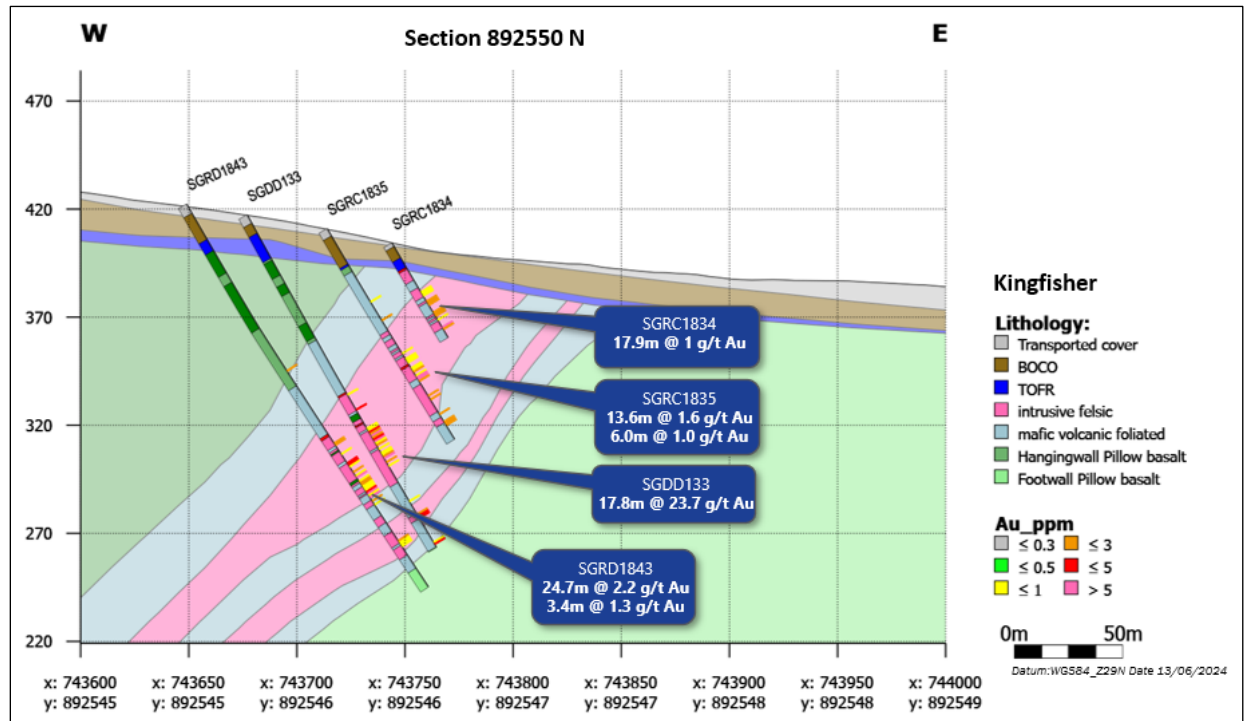 W
Section 892550 N
E
470
420
370
320
270
220
SGRD1843
SGDD133
SGRC1835
SGRC1834
SGRC1834
17.9m @ 1 g/t Au
SGRC1835
13.6m @ 1.6 g/t Au
6.0m @ 1.0 g/t Au
SGDD133
17.8m @ 23.7 g/t Au
SGRD1843
24.7m @ 2.2 g/t Au
3.4m @ 1.3 g/t Au
Kingfisher
Lithology:
Transported cover
BOCO
TOFR
intrusive felsic
mafic volcanic foliated
Hangingwall Pillow basalt
Footwall Pillow basalt
Au_ppm
≤ 0.3
≤ 3
≤ 0.5
≤ 5
≤ 1
> 5
0m 50m
Datum:WGS84_Z29N Date 13/06/2024
x: 743600
y: 892545
x: 743650
y: 892545
x: 743700
y: 892546
x: 743750
y: 892546
x: 743800
y: 892547
x: 743850
y: 892547
x: 743900
y: 892548
x: 743950
y: 892548
x: 744000
y: 892549